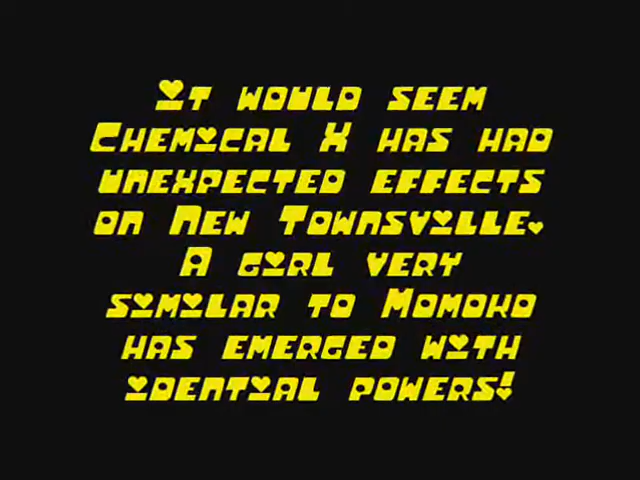 It would seem
Chemical X has had
unexpected effects
on New Townsville.
A girl very
similar to Momoko
has emerged with
idential powers!